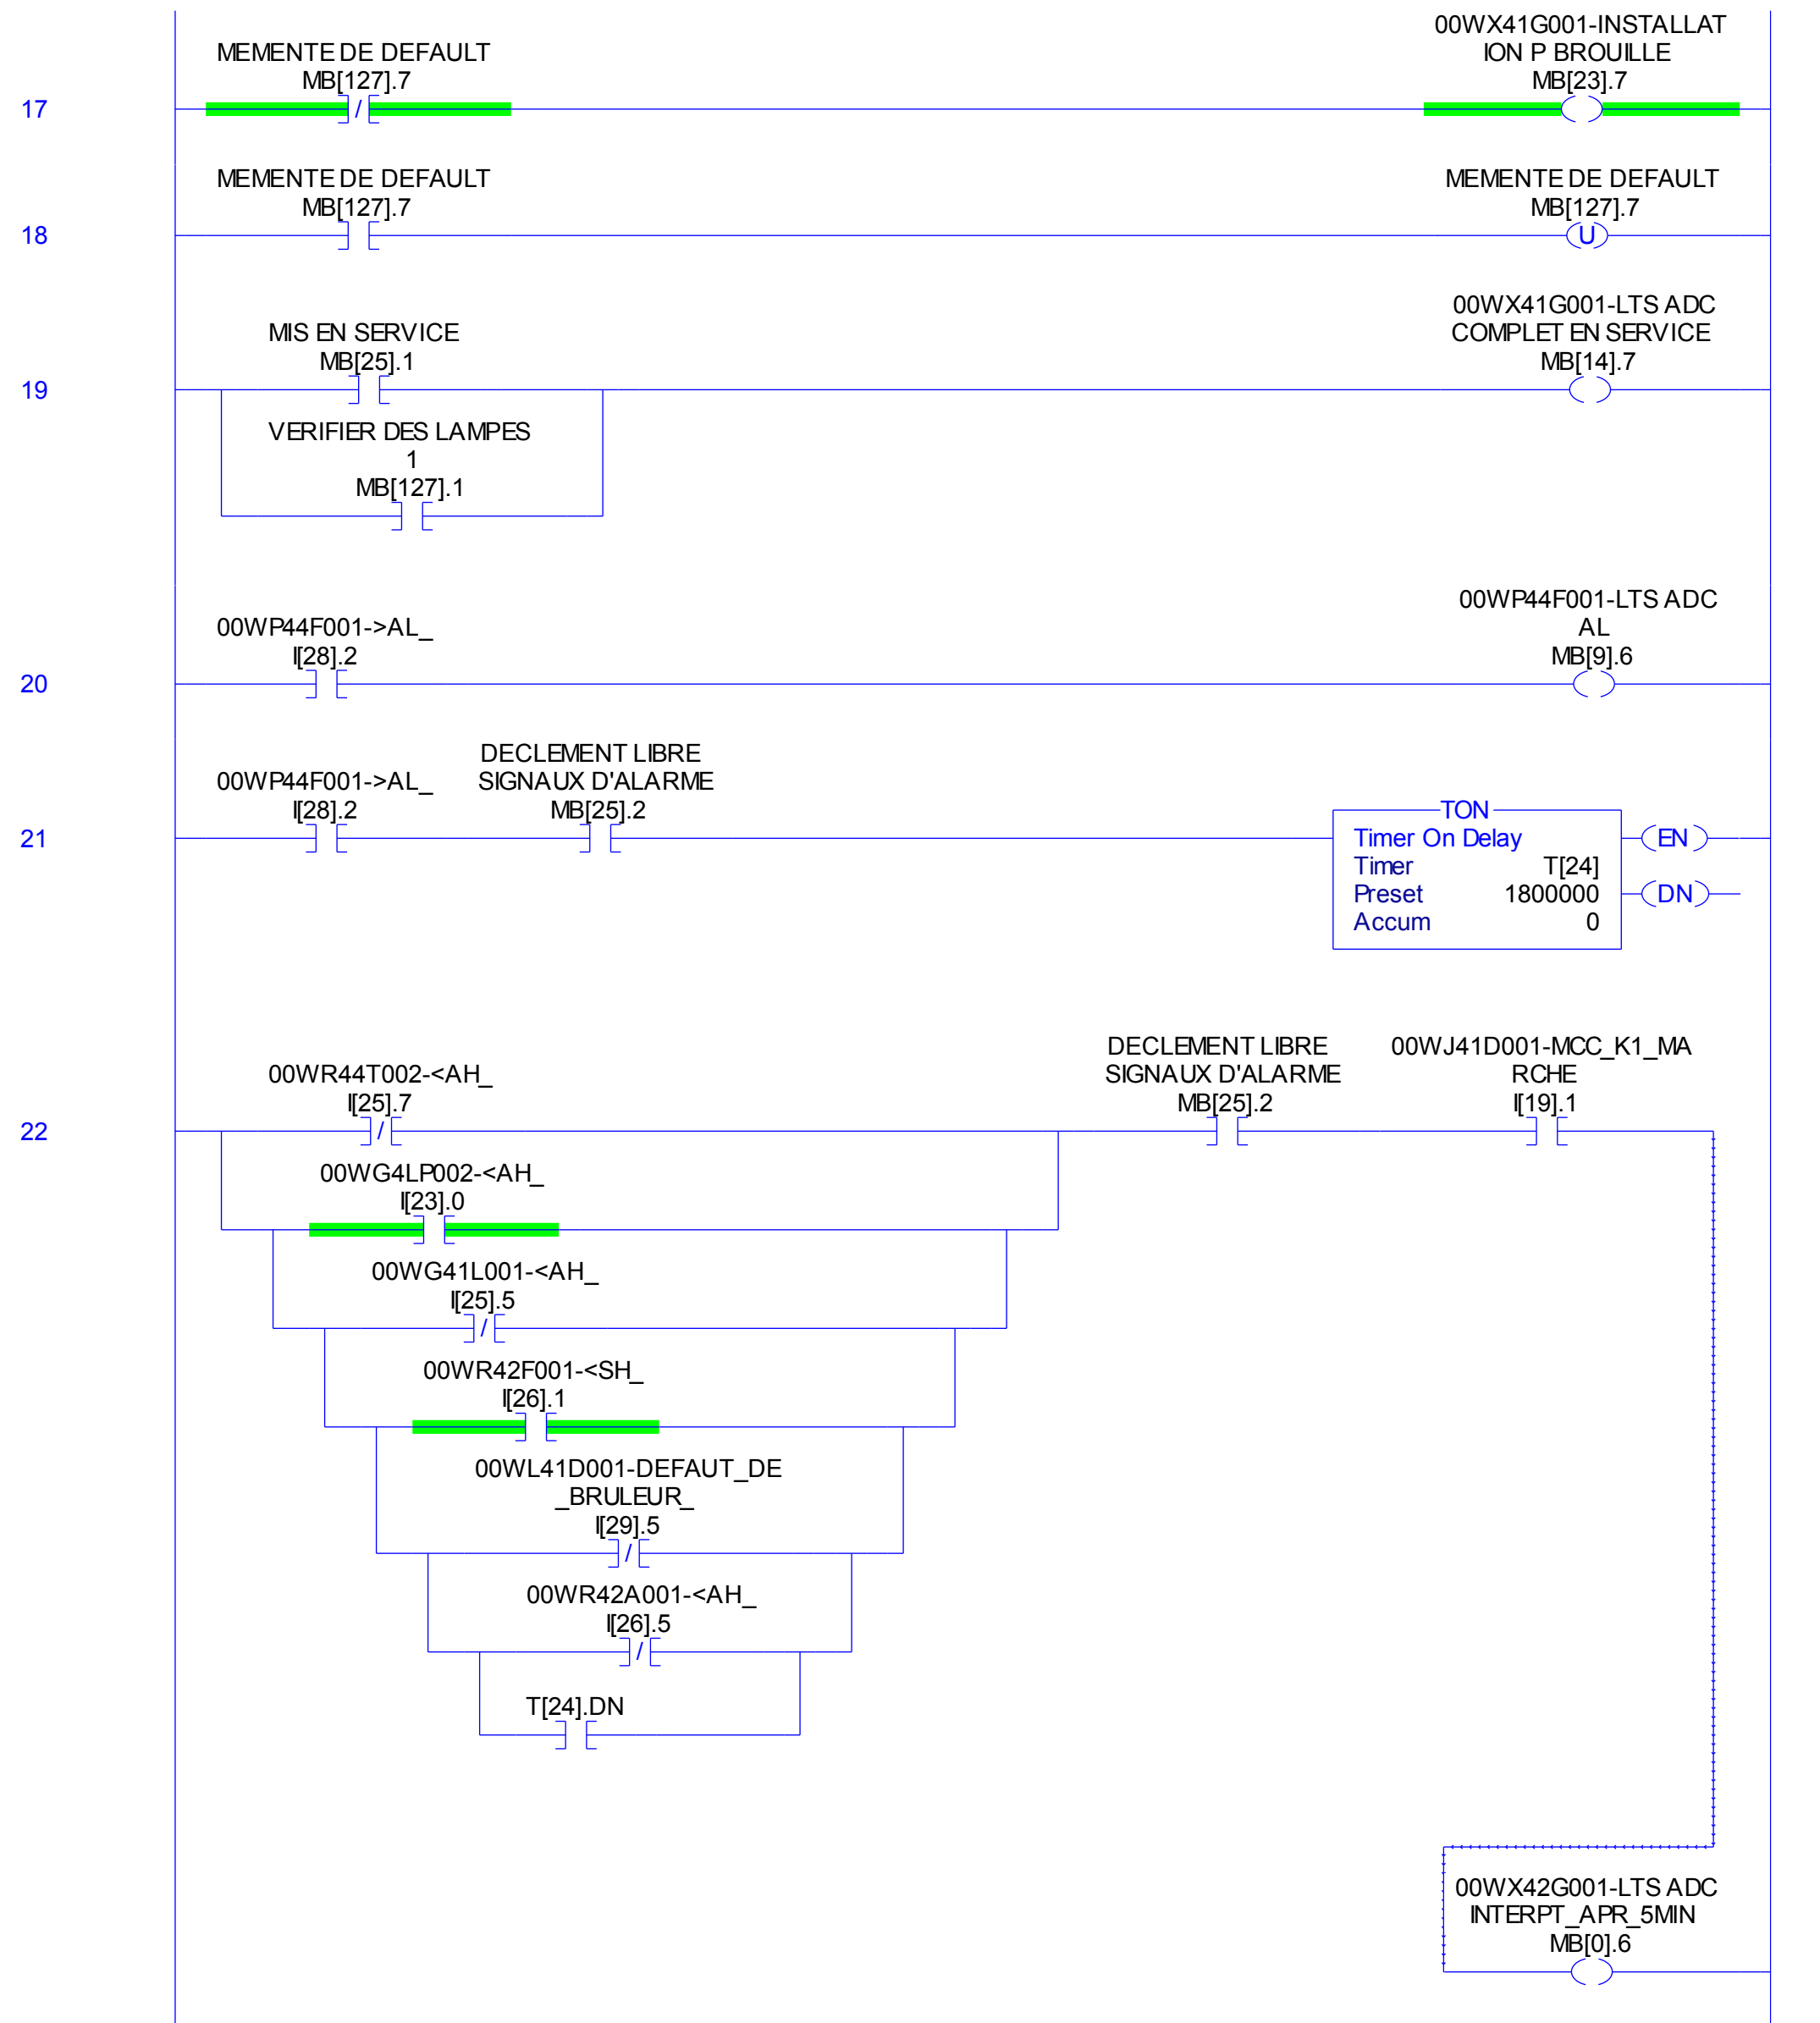 00WX41G001-INSTALLAT
ION P BROUILLE
MB[23].7
MEMENTE DE DEFAULT
MB[127].7
17
/
MEMENTE DE DEFAULT
MB[127].7
MEMENTE DE DEFAULT
MB[127].7
18
U
00WX41G001-LTS ADC
COMPLET EN SERVICE
MB[14].7
MIS EN SERVICE
MB[25].1
19
VERIFIER DES LAMPES
1
MB[127].1
00WP44F001-LTS ADC
AL
MB[9].6
00WP44F001->AL_
I[28].2
20
DECLEMENT LIBRE
SIGNAUX D'ALARME
MB[25].2
00WP44F001->AL_
I[28].2
21
TON
Timer On Delay
Timer T[24]
Preset 1800000
Accum 0
EN
DN
DECLEMENT LIBRE
SIGNAUX D'ALARME
MB[25].2
00WJ41D001-MCC_K1_MA
RCHE
I[19].1
00WR44T002-<AH_
I[25].7
22
/
00WG4LP002-<AH_
I[23].0
00WG41L001-<AH_
I[25].5
/
00WR42F001-<SH_
I[26].1
00WL41D001-DEFAUT_DE
_BRULEUR_
I[29].5
/
00WR42A001-<AH_
I[26].5
/
T[24].DN
00WX42G001-LTS ADC
INTERPT_APR_5MIN
MB[0].6